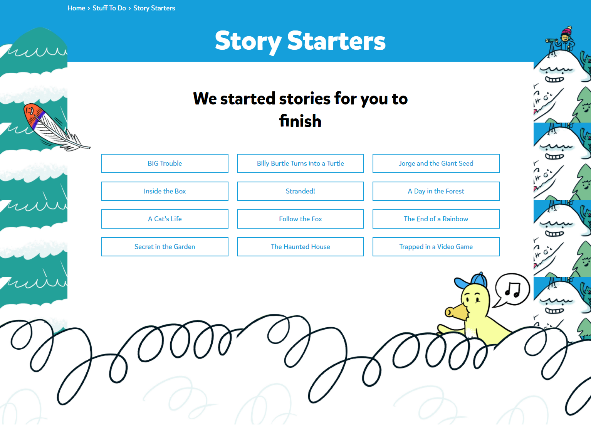 Home › Stuff To Do › Story Starters
Story Starters
We started stories for you to
finish
BIG Trouble
Billy Burtle Turns into a Turtle
Jorge and the Giant Seed
Inside the Box
Stranded!
A Day in the Forest
A Cat's Life
Follow the Fox
The End of a Rainbow
Secret in the Garden
The Haunted House
Trapped in a Video Game